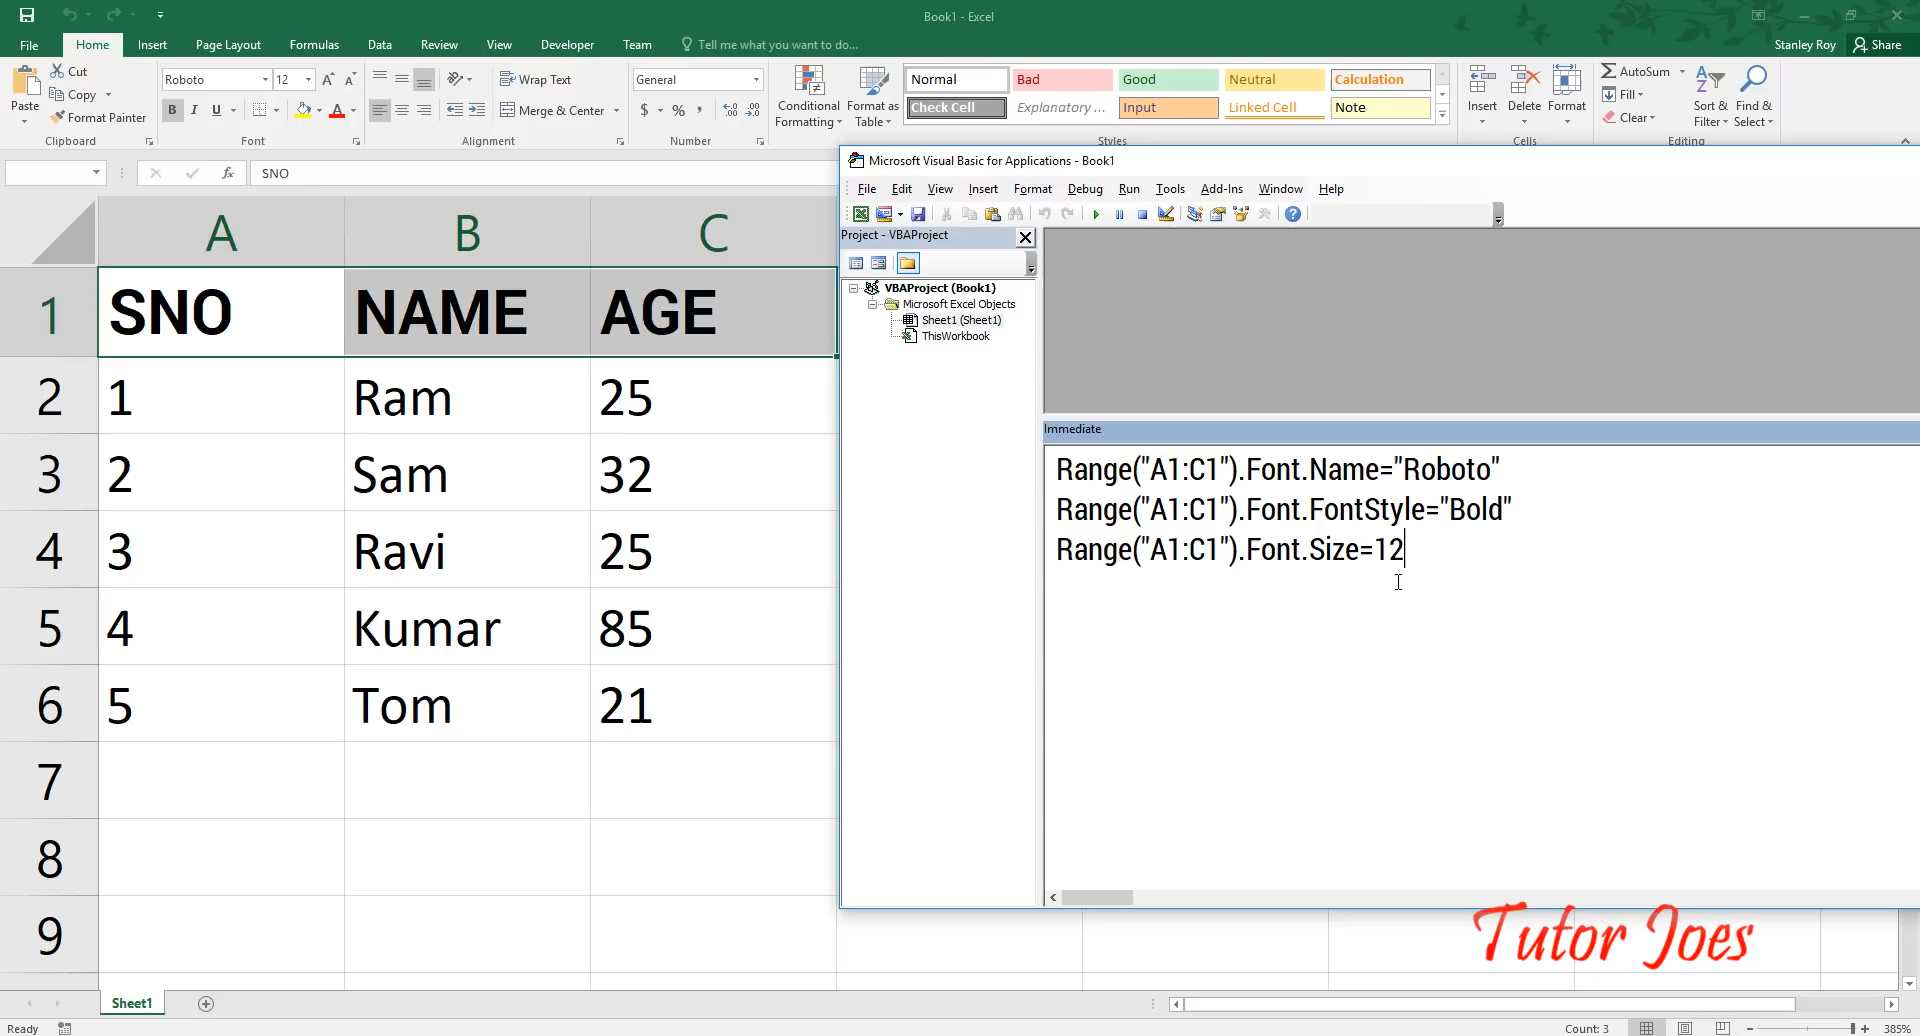 Book1 - Excel
File Home Insert Page Layout Formulas Data Review View Developer Team Tell me what you want to do... Stanley Roy Share
Paste
Cut
Copy
Format Painter
Clipboard
Roboto 12
B I U
Font
Wrap Text
Merge & Center
Alignment
General
$ %
Number
Conditional Formatting
Format as Table
Normal Bad Good Neutral Calculation
Check Cell Explanatory ... Input Linked Cell Note
Styles
Insert Delete Format
Cells
AutoSum
Fill
Clear
Sort & Filter
Find & Select
Editing
fx SNO
A B C
1 SNO NAME AGE
2 1 Ram 25
3 2 Sam 32
4 3 Ravi 25
5 4 Kumar 85
6 5 Tom 21
7
8
9
Microsoft Visual Basic for Applications - Book1
File Edit View Insert Format Debug Run Tools Add-Ins Window Help
Project - VBAProject
VBAProject (Book1)
Microsoft Excel Objects
Sheet1 (Sheet1)
ThisWorkbook
Immediate
Range("A1:C1").Font.Name="Roboto"
Range("A1:C1").Font.FontStyle="Bold"
Range("A1:C1").Font.Size=12
Tutor Joes
Sheet1
Ready Count: 3 385%